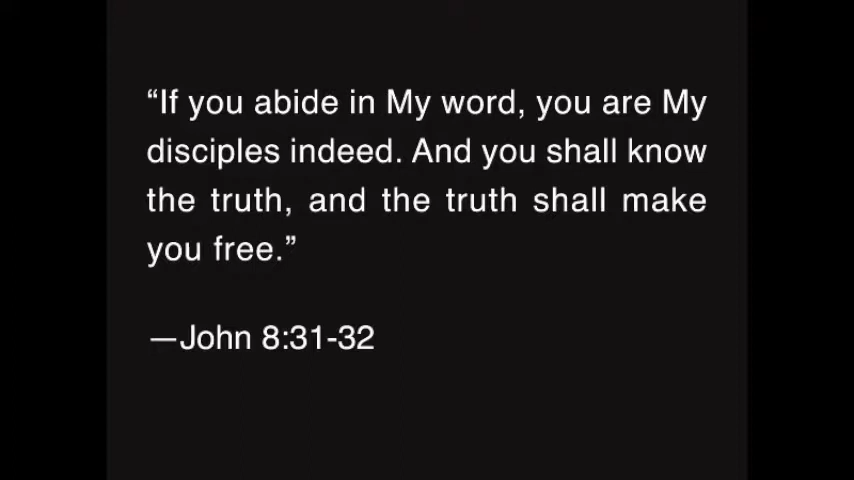 “If you abide in My word, you are My
disciples indeed. And you shall know
the truth, and the truth shall make
you free.”
—John 8:31-32